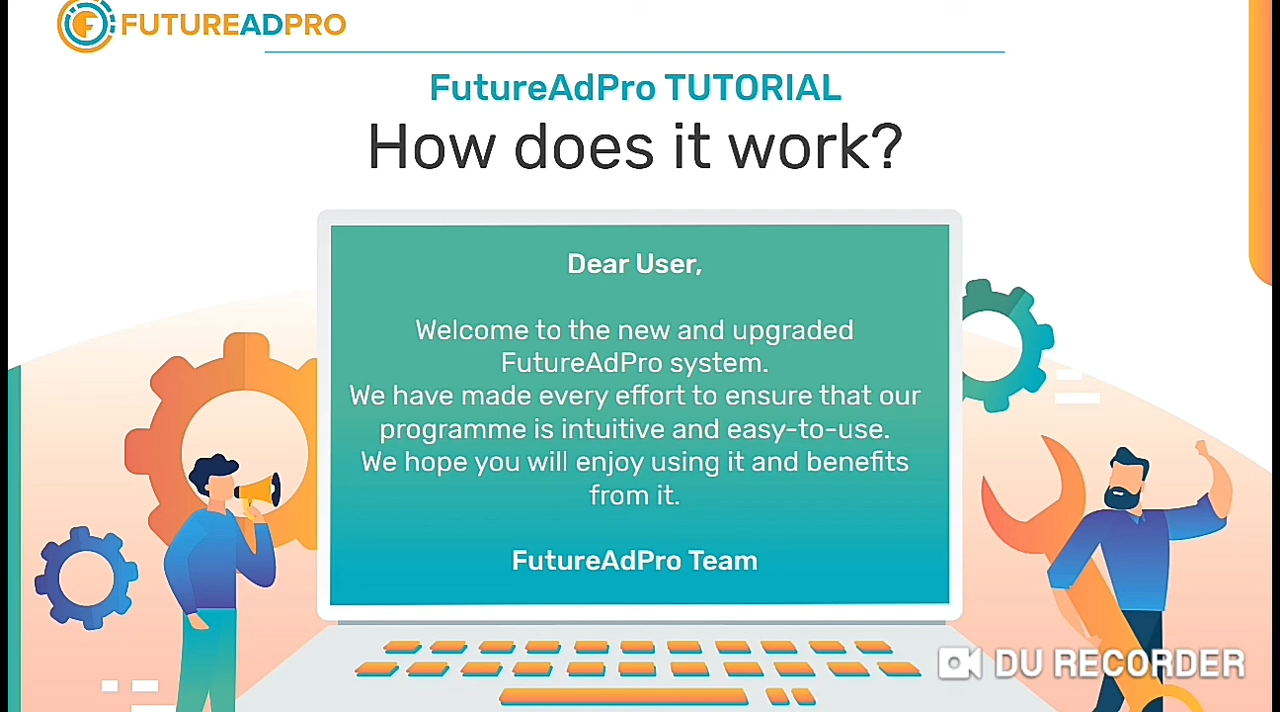 FUTUREADPRO
FutureAdPro TUTORIAL
How does it work?
Dear User,
Welcome to the new and upgraded
FutureAdPro system.
We have made every effort to ensure that our
programme is intuitive and easy-to-use.
We hope you will enjoy using it and benefits
from it.
FutureAdPro Team
DU RECORDER